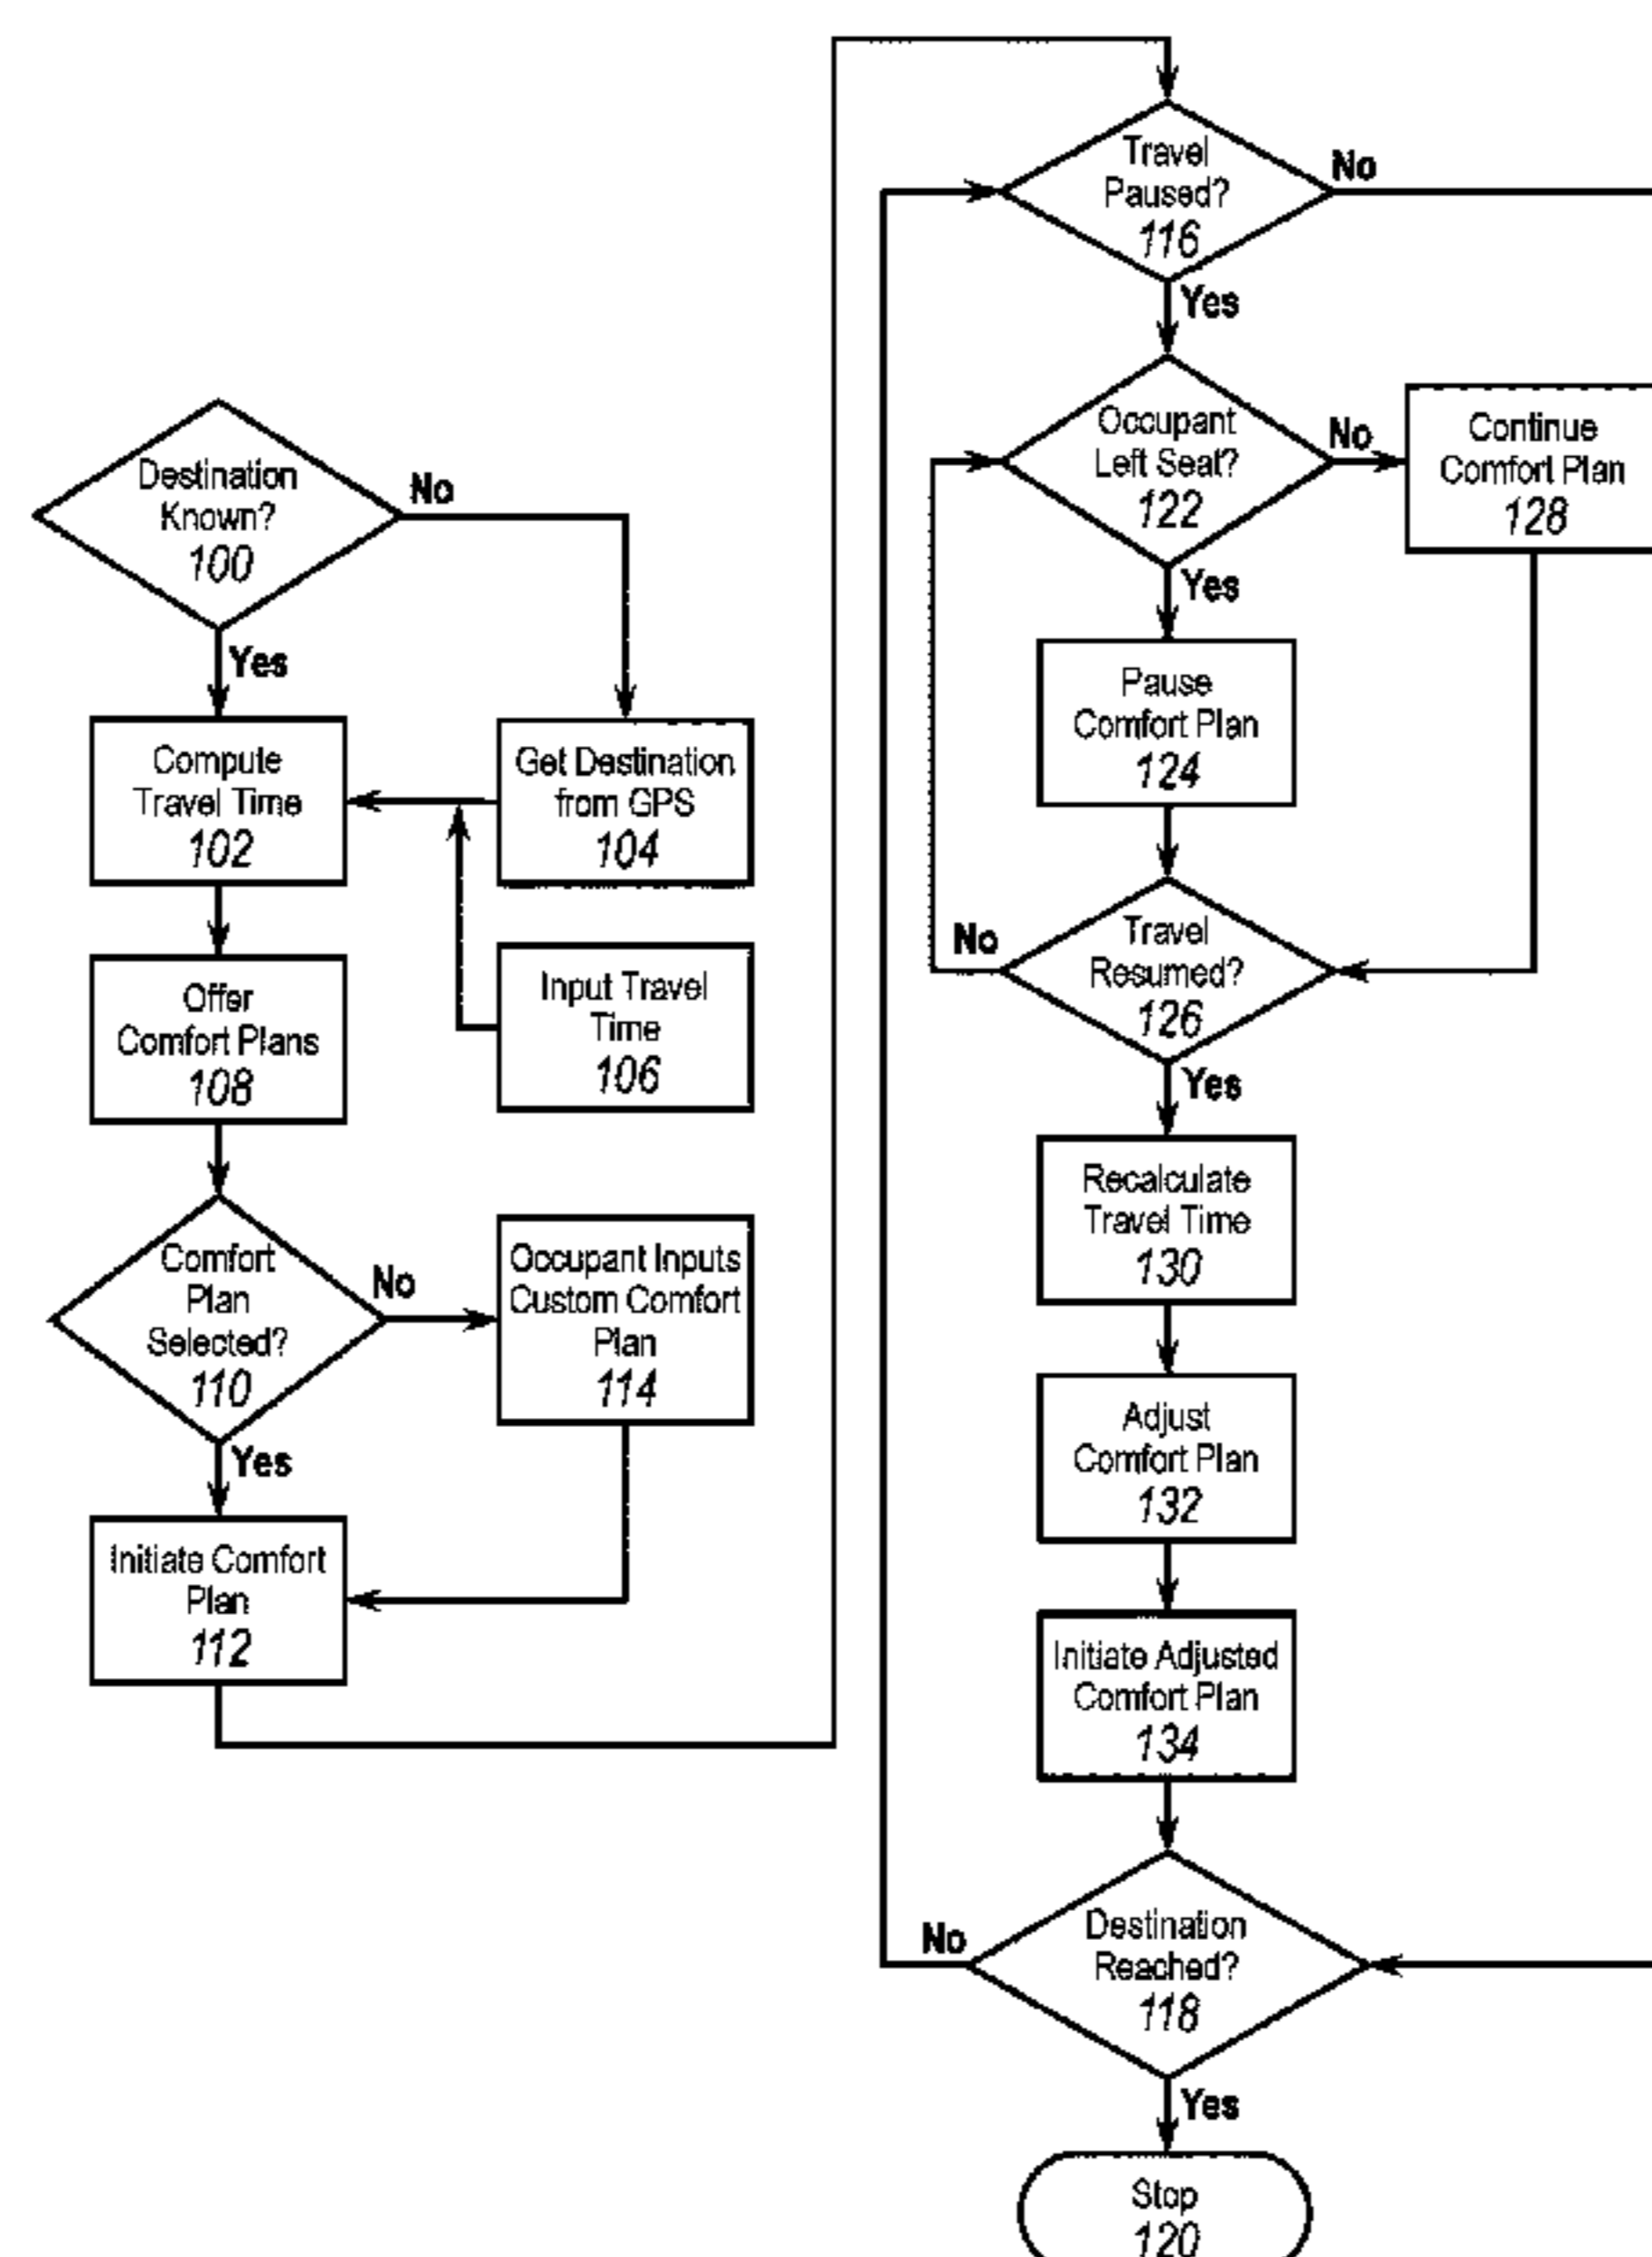 Destination
Known?
100
No
Yes
Compute
Travel Time
102
Get Destination
from GPS
104
Input Travel
Time
106
Offer
Comfort Plans
108
Comfort
Plan
Selected?
110
No
Yes
Occupant Inputs
Custom Comfort
Plan
114
Initiate Comfort
Plan
112
Travel
Paused?
116
No
Yes
Occupant
Left Seat?
122
No
Yes
Continue
Comfort Plan
128
Pause
Comfort Plan
124
Travel
Resumed?
126
No
Yes
Recalculate
Travel Time
130
Adjust
Comfort Plan
132
Initiate Adjusted
Comfort Plan
134
Destination
Reached?
118
No
Yes
Stop
120